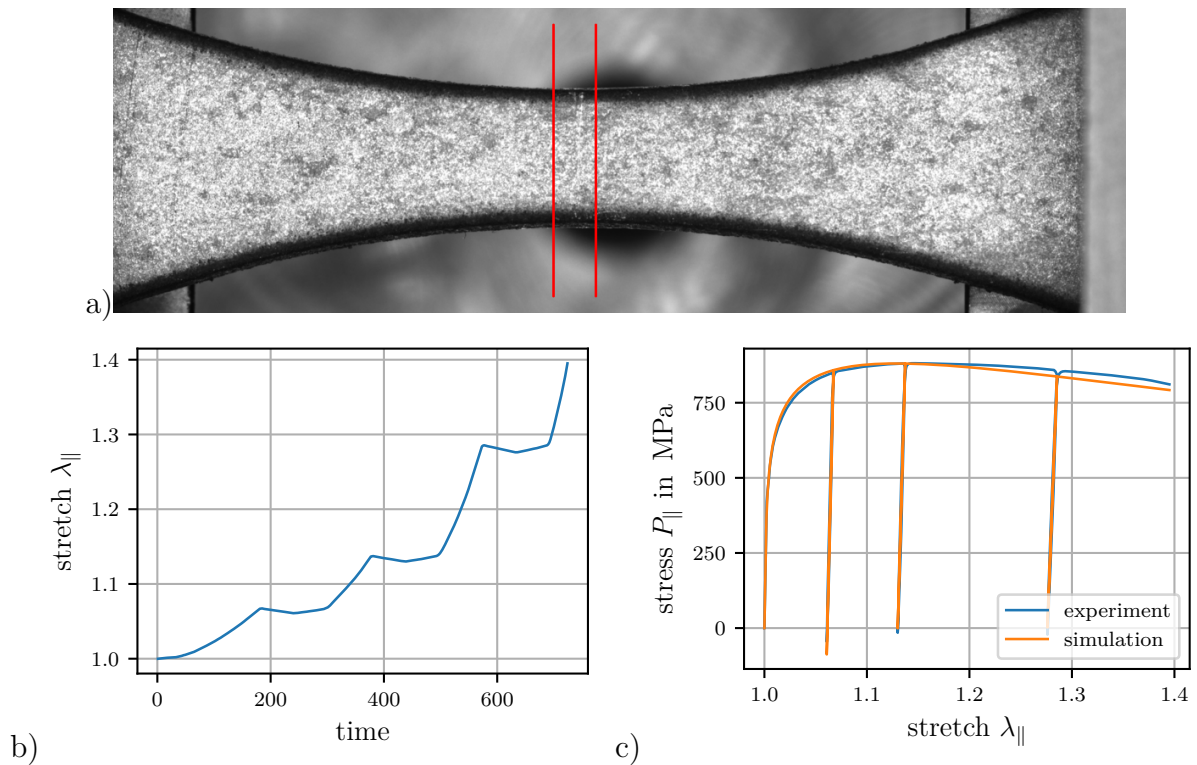 a)
1.4
1.3
1.2
1.1
1.0
stretch λ∥
0
200
400
600
time
b)
750
500
250
0
stress P∥ in MPa
experiment
simulation
1.0
1.1
1.2
1.3
1.4
stretch λ∥
c)